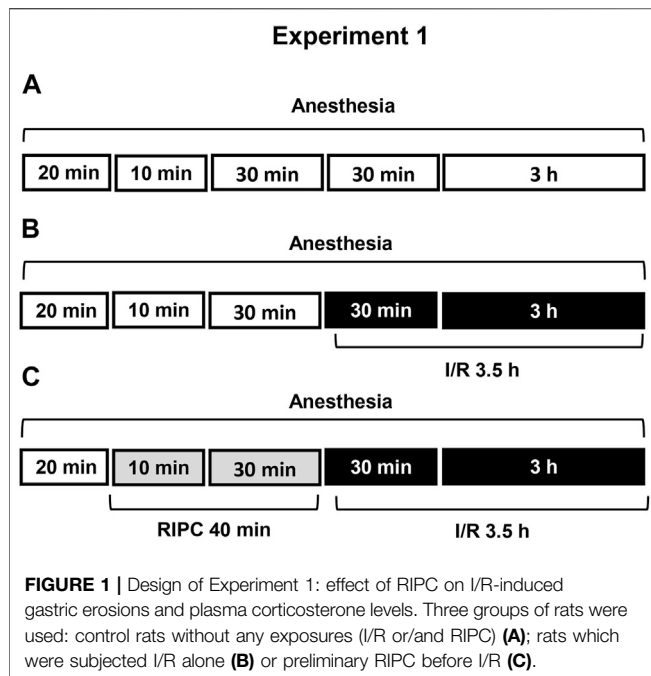 Experiment 1
A
Anesthesia
20 min 10 min 30 min 30 min 3 h
B
Anesthesia
20 min 10 min 30 min 30 min 3 h
I/R 3.5 h
C
Anesthesia
20 min 10 min 30 min 30 min 3 h
RIPC 40 min I/R 3.5 h
FIGURE 1 | Design of Experiment 1: effect of RIPC on I/R-induced
gastric erosions and plasma corticosterone levels. Three groups of rats were
used: control rats without any exposures (I/R or/and RIPC) (A); rats which
were subjected I/R alone (B) or preliminary RIPC before I/R (C).